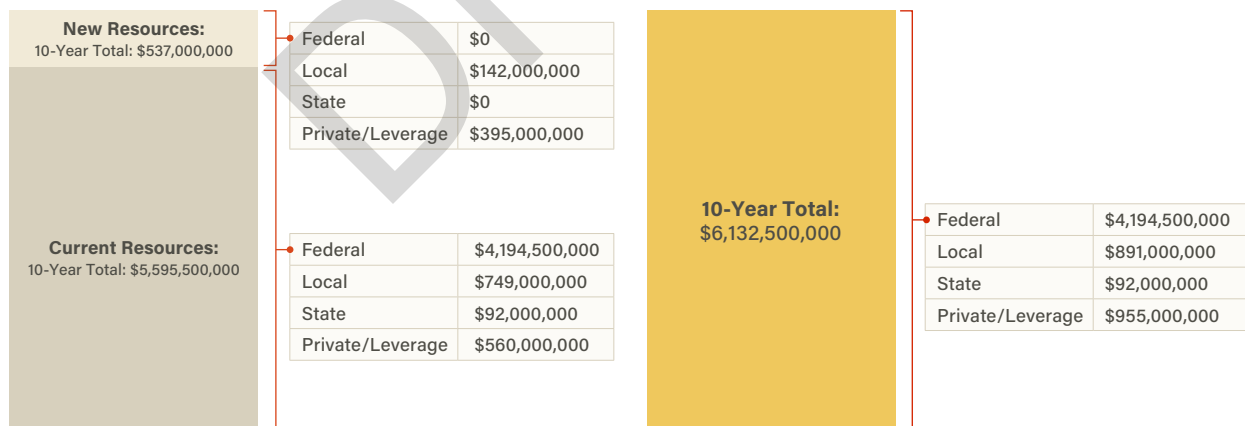 New Resources:
10-Year Total: $537,000,000
Federal $0
Local $142,000,000
State $0
Private/Leverage $395,000,000
Current Resources:
10-Year Total: $5,595,500,000
Federal $4,194,500,000
Local $749,000,000
State $92,000,000
Private/Leverage $560,000,000
10-Year Total:
$6,132,500,000
Federal $4,194,500,000
Local $891,000,000
State $92,000,000
Private/Leverage $955,000,000